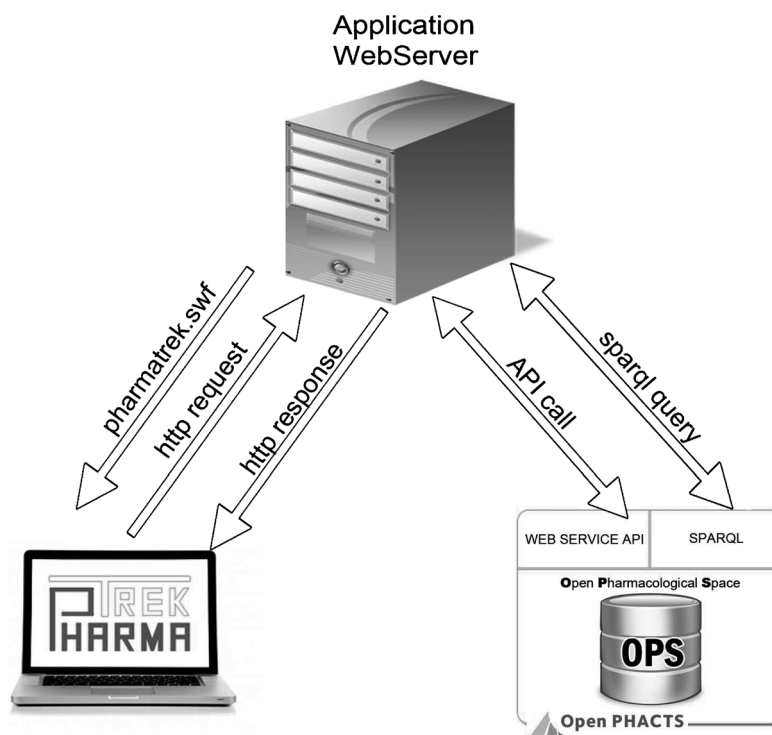 Application
WebServer
pharmatrek.swf
http request
http response
API call
sparql query
WEB SERVICE API
SPARQL
Open Pharmacological Space
OPS
Open PHACTS
TREK
PHARMA